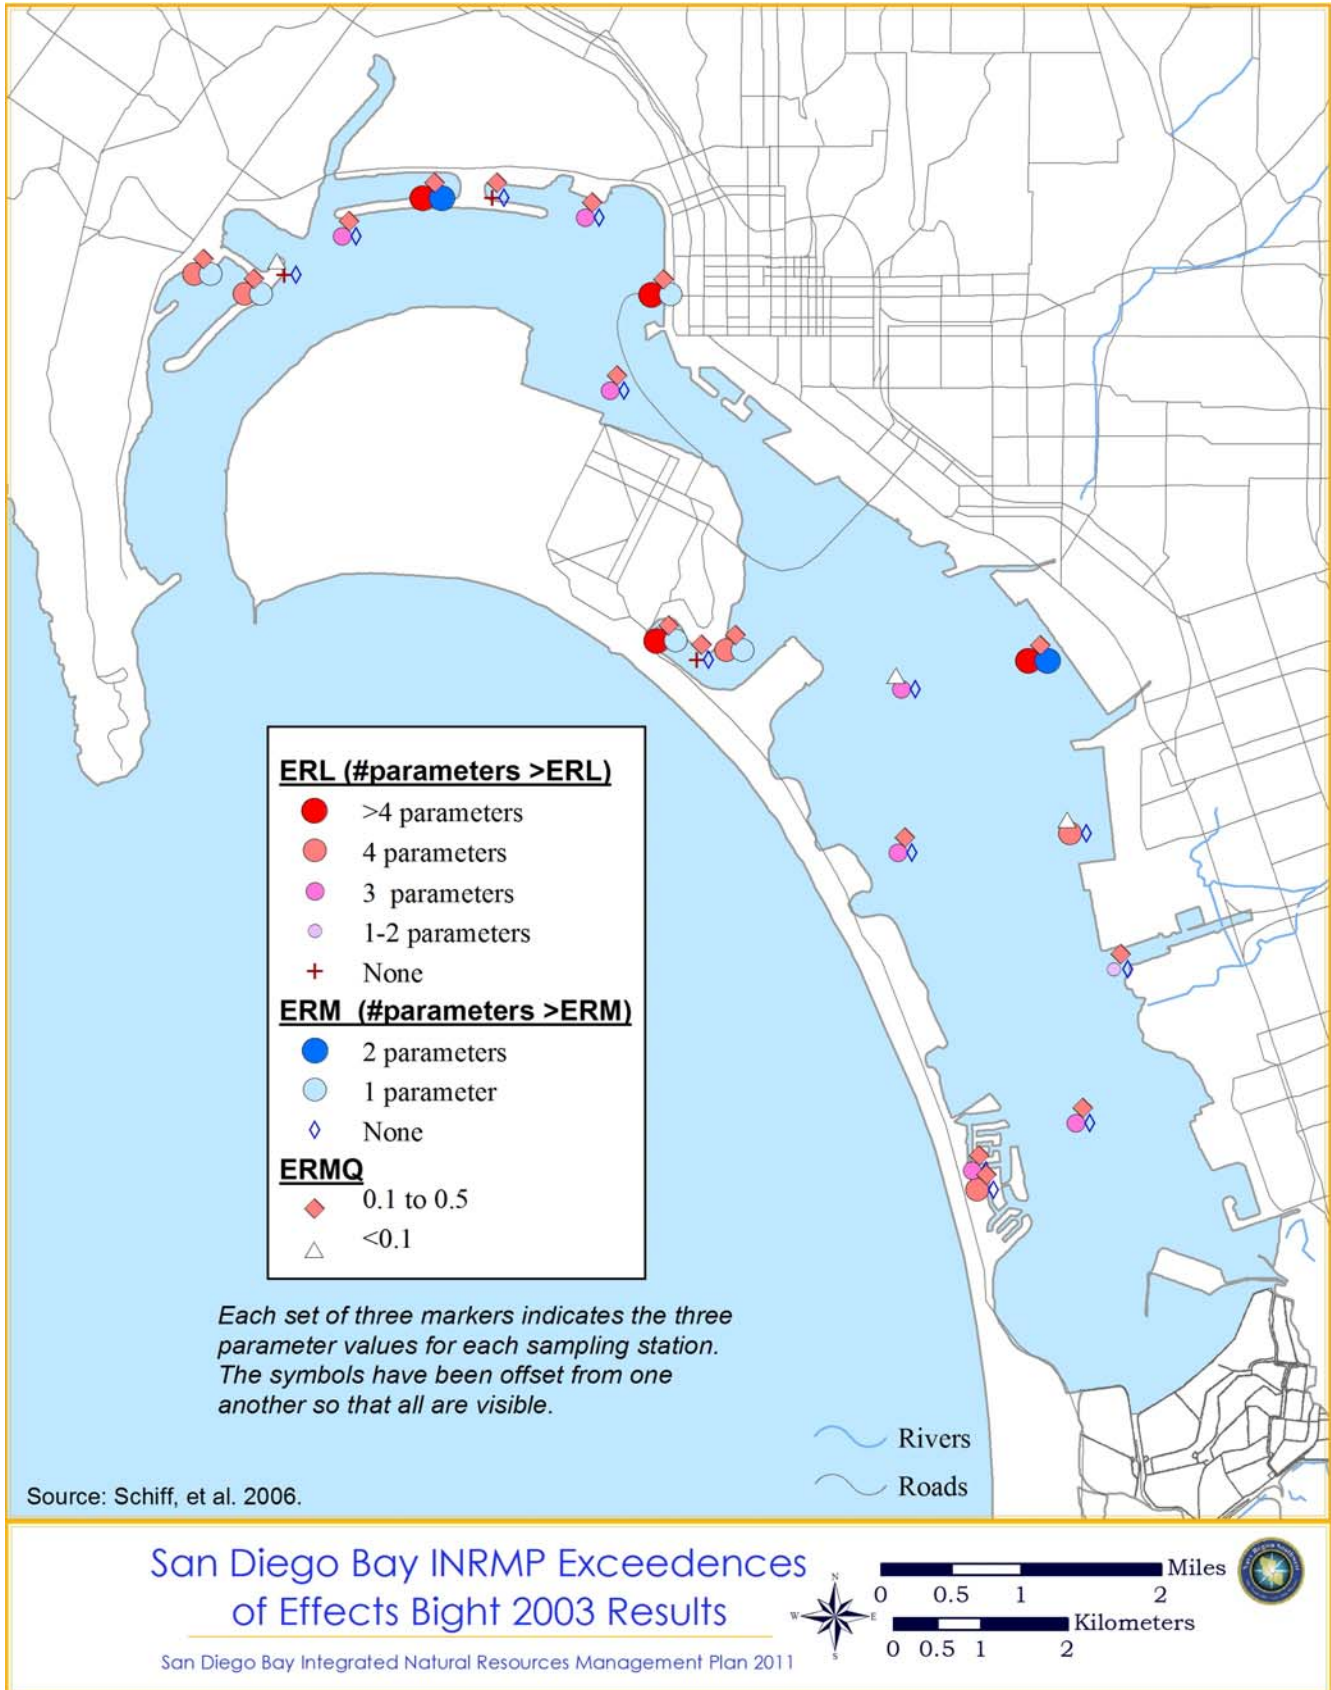 ERL (#parameters >ERL)
>4 parameters
4 parameters
3 parameters
1-2 parameters
None
ERM (#parameters >ERM)
2 parameters
1 parameter
None
ERMQ
0.1 to 0.5
<0.1
Each set of three markers indicates the three
parameter values for each sampling station.
The symbols have been offset from one
another so that all are visible.
Rivers
Roads
Source: Schiff, et al. 2006.
San Diego Bay INRMP Exceedences
of Effects Bight 2003 Results
San Diego Bay Integrated Natural Resources Management Plan 2011
N
W E
S
Miles
0 0.5 1 2
Kilometers
0 0.5 1 2